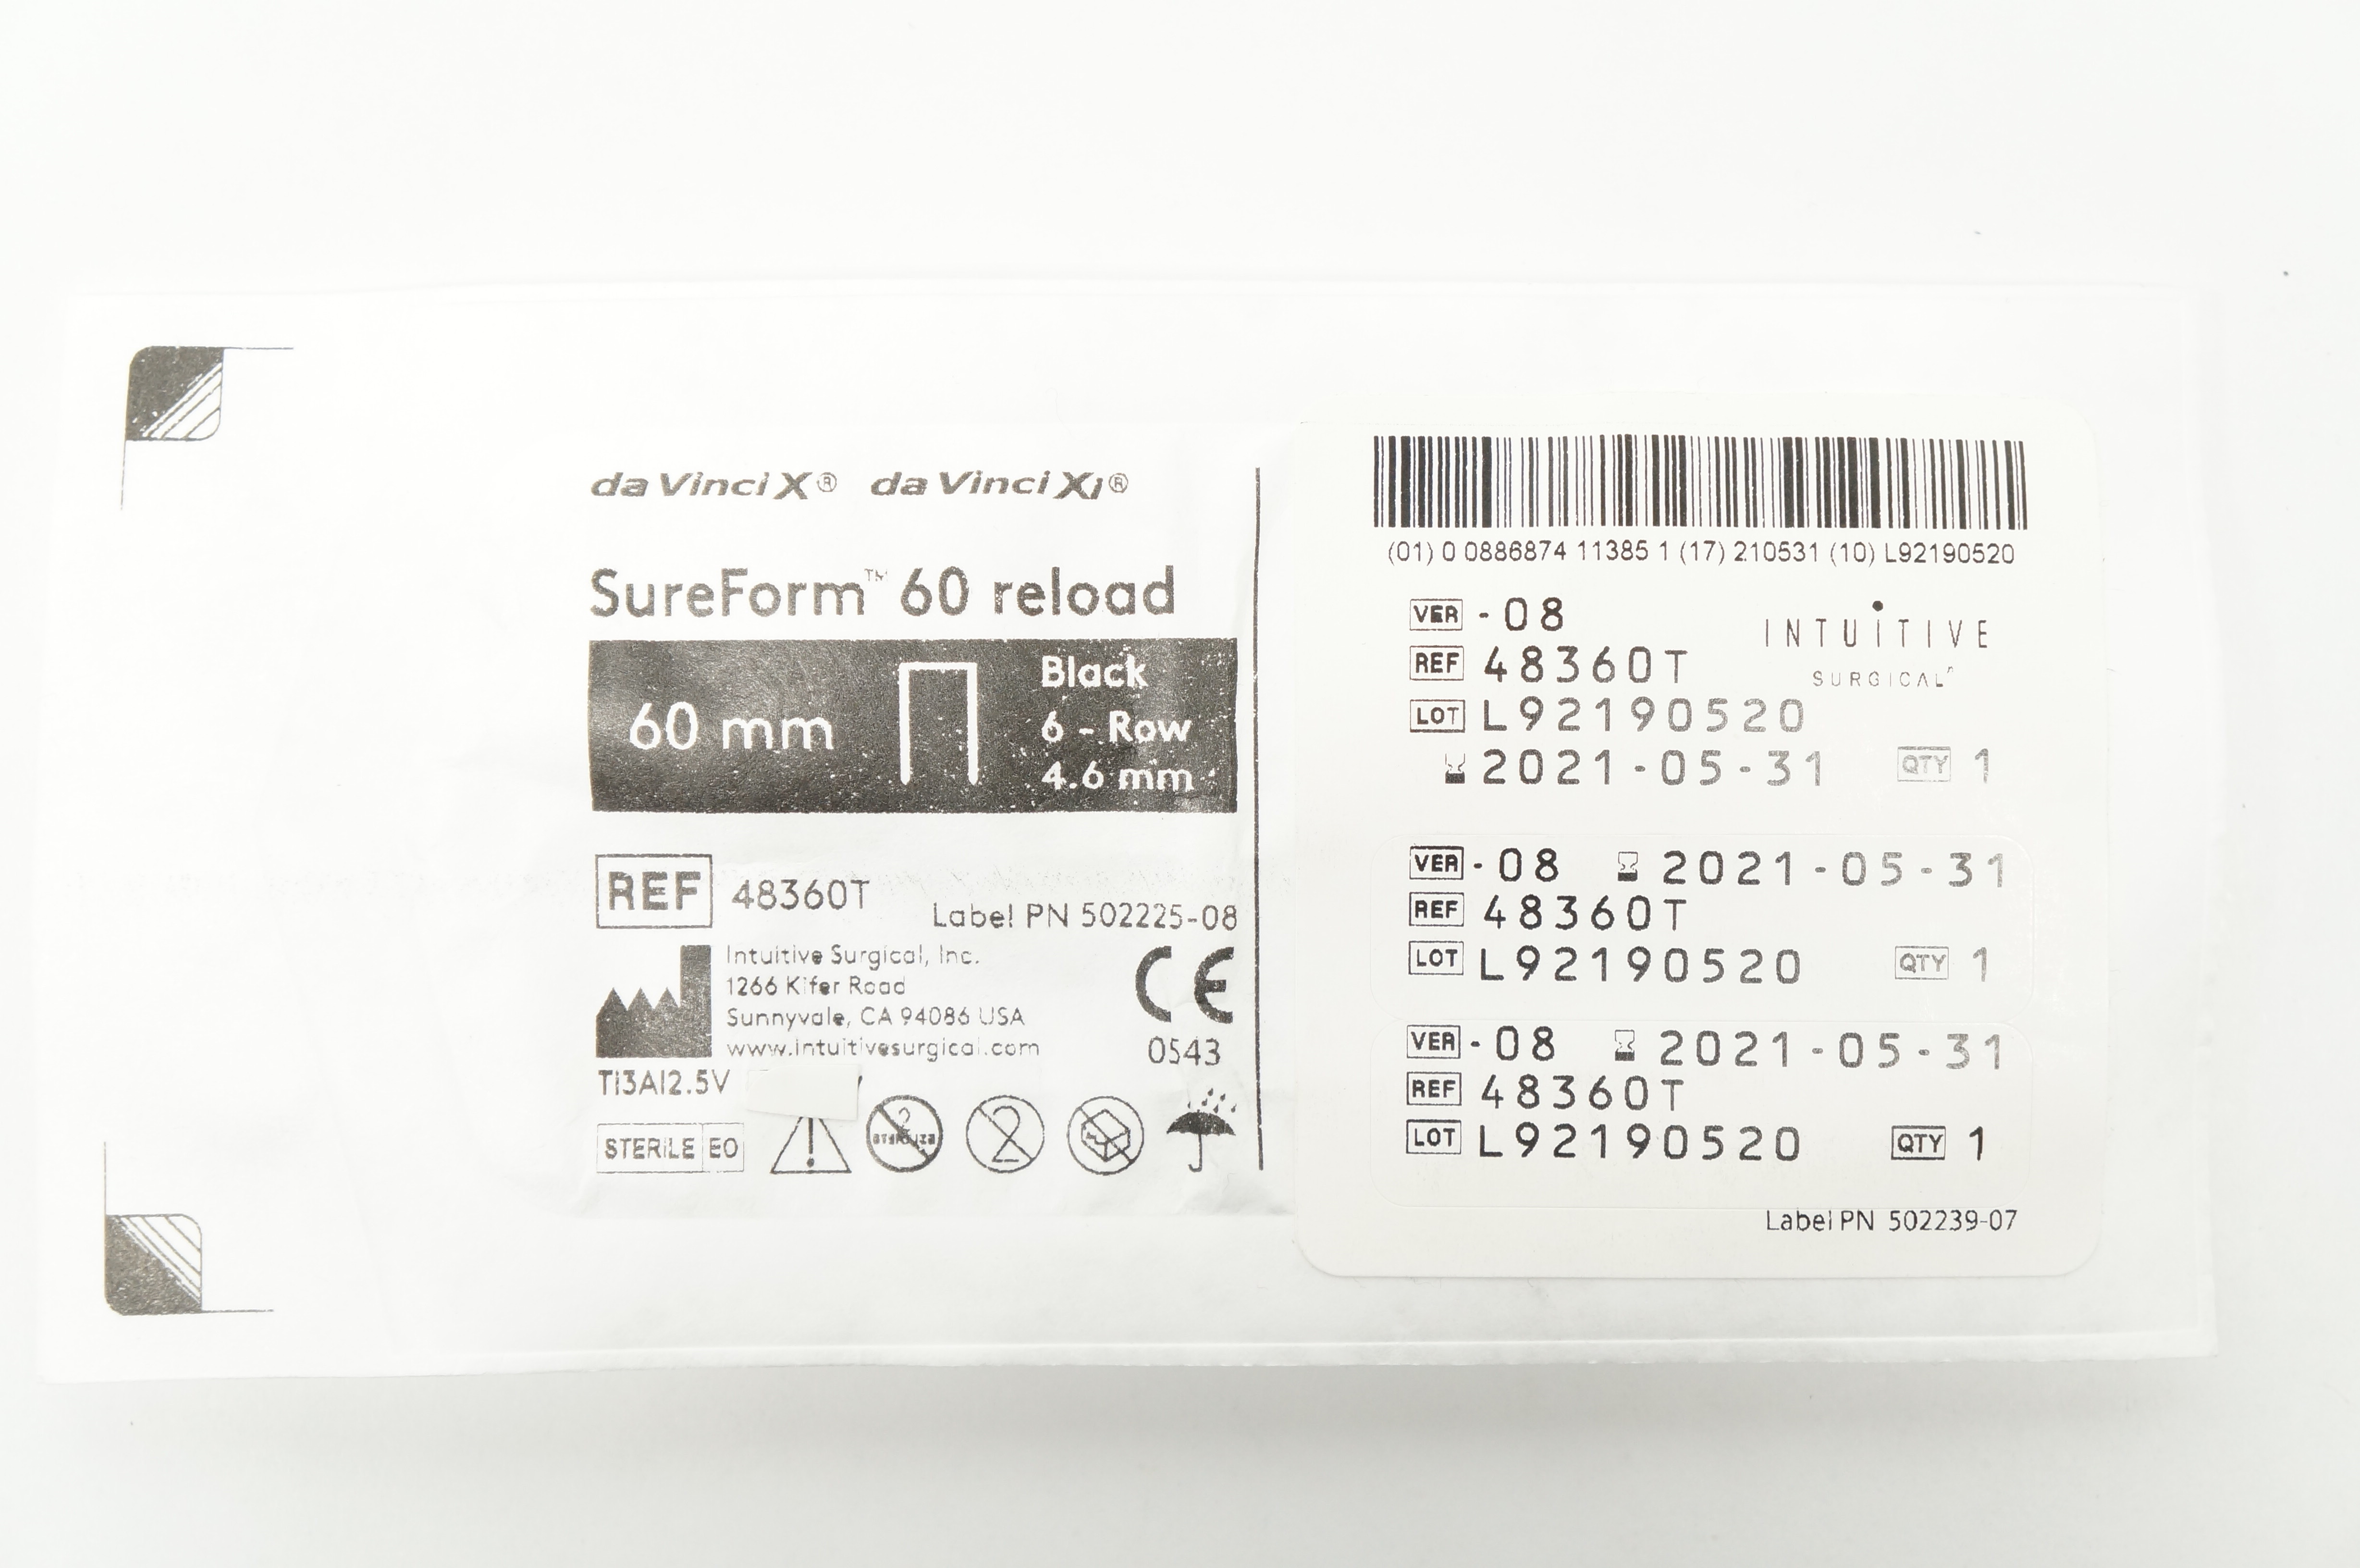 da Vinci X® da Vinci Xi®
SureForm™ 60 reload
60 mm
Black
6 - Row
4.6 mm
REF 48360T
Label PN 502225-08
Intuitive Surgical, Inc.
1266 Kifer Road
Sunnyvale, CA 94086 USA
www.intuitivesurgical.com
CE
0543
Ti3Al2.5V
STERILE EO
2
(01) 0 0886874 11385 1 (17) 210531 (10) L92190520
VER -08
REF 48360T
INTUITIVE
SURGICAL
LOT L92190520
2021-05-31 QTY 1
VER -08 2021-05-31
REF 48360T
LOT L92190520 QTY 1
VER -08 2021-05-31
REF 48360T
LOT L92190520 QTY 1
Label PN 502239-07